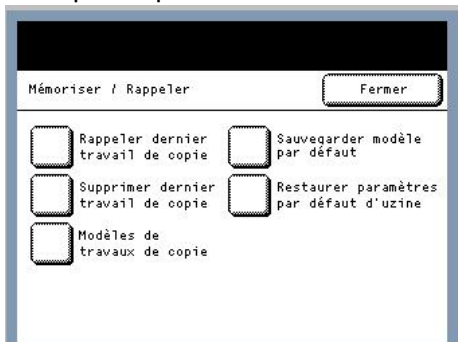 Mémoriser / Rappeler
Fermer
Rappeler dernier
travail de copie
Sauvegarder modèle
par défaut
Supprimer dernier
travail de copie
Restaurer paramètres
par défaut d'uzine
Modèles de
travaux de copie